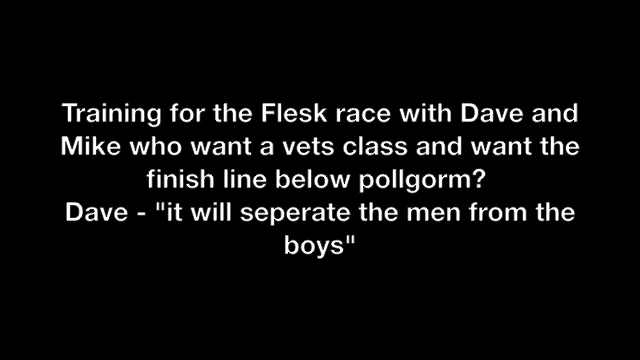 Training for the Flesk race with Dave and
Mike who want a vets class and want the
finish line below pollgorm?
Dave - "it will seperate the men from the
boys"